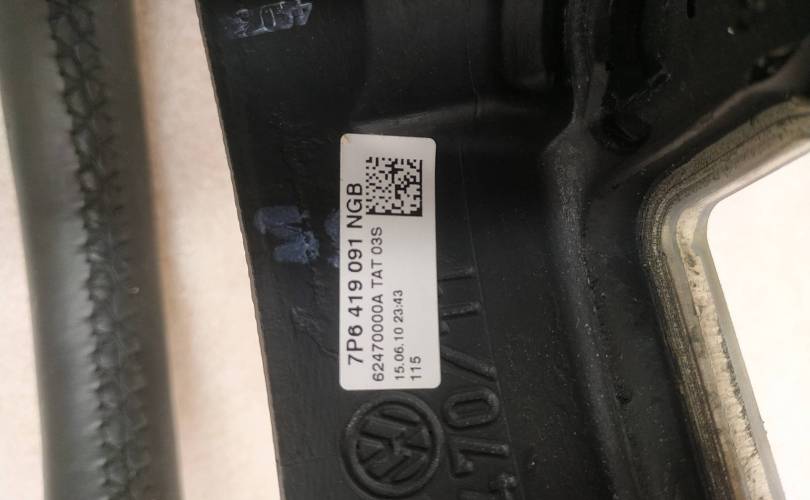 7P6 419 091 NGB
62470000A TAT 03S
15.06.10 23:43
115